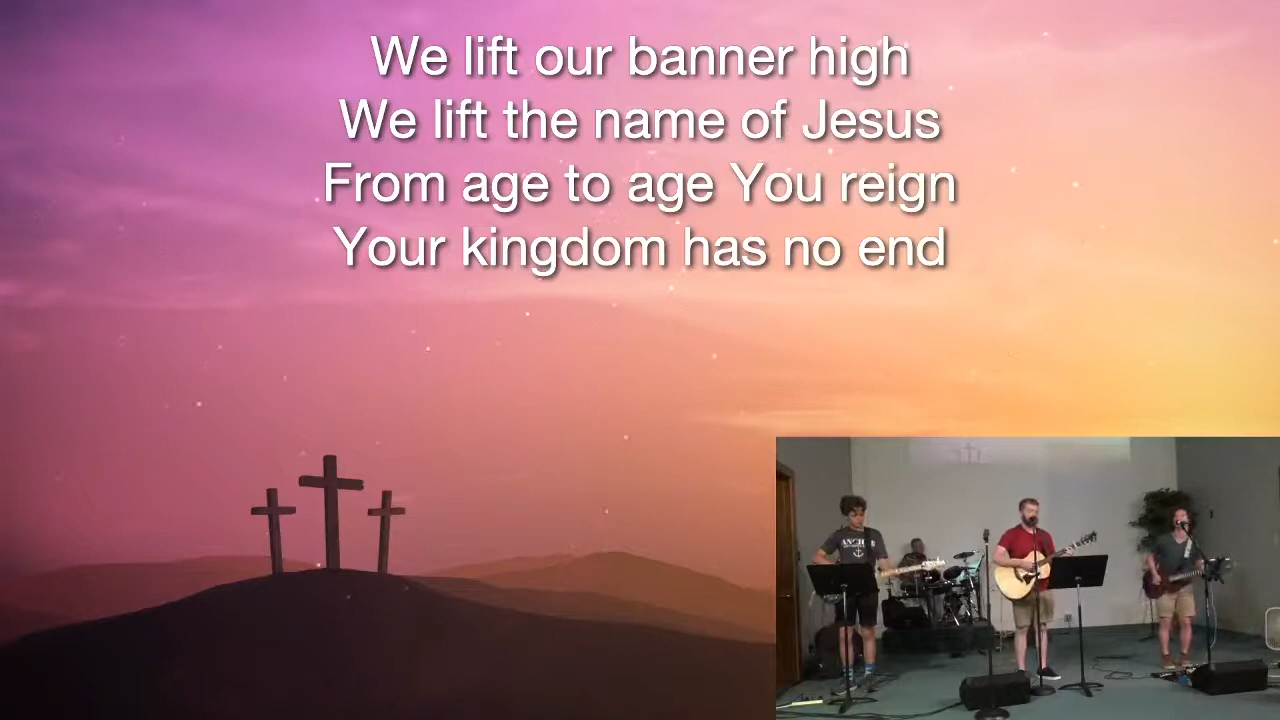 We lift our banner high
We lift the name of Jesus
From age to age You reign
Your kingdom has no end
ANCHOR